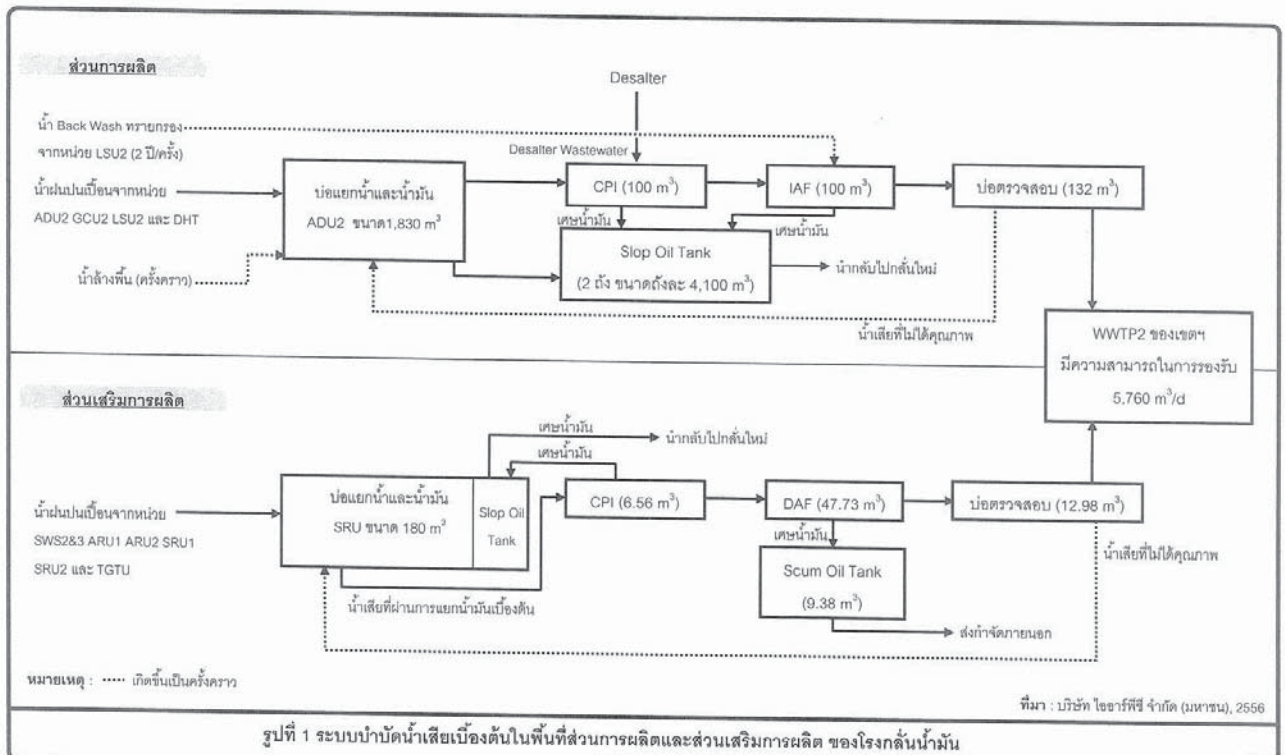 ส่วนการผลิต
Desalter
น้ำ Back Wash ทรายกรอง
จากหน่วย LSU2 (2 ปี/ครั้ง)
Desalter Wastewater
น้ำฝนปนเปื้อนจากหน่วย
ADU2 GCU2 LSU2 และ DHT
น้ำล้างพื้น (ครั้งคราว)
บ่อแยกน้ำและน้ำมัน
ADU2 ขนาด1,830 m³
CPI (100 m³)
IAF (100 m³)
บ่อตรวจสอบ (132 m³)
เศษน้ำมัน
เศษน้ำมัน
Slop Oil Tank
(2 ถัง ขนาดถังละ 4,100 m³)
นำกลับไปกลั่นใหม่
น้ำเสียที่ไม่ได้คุณภาพ
WWTP2 ของเขตฯ
มีความสามารถในการรองรับ
5.760 m³/d
ส่วนเสริมการผลิต
เศษน้ำมัน
นำกลับไปกลั่นใหม่
เศษน้ำมัน
น้ำฝนปนเปื้อนจากหน่วย
SWS2&3 ARU1 ARU2 SRU1
SRU2 และ TGTU
บ่อแยกน้ำและน้ำมัน
SRU ขนาด 180 m³
Slop Oil
Tank
CPI (6.56 m³)
DAF (47.73 m³)
บ่อตรวจสอบ (12.98 m³)
เศษน้ำมัน
น้ำเสียที่ไม่ได้คุณภาพ
Scum Oil Tank
(9.38 m³)
น้ำเสียที่ผ่านการแยกน้ำมันเบื้องต้น
ส่งกำจัดภายนอก
หมายเหตุ : ..... เกิดขึ้นเป็นครั้งคราว
ที่มา : บริษัท ไออาร์พีซี จำกัด (มหาชน), 2556
รูปที่ 1 ระบบบำบัดน้ำเสียเบื้องต้นในพื้นที่ส่วนการผลิตและส่วนเสริมการผลิต ของโรงกลั่นน้ำมัน